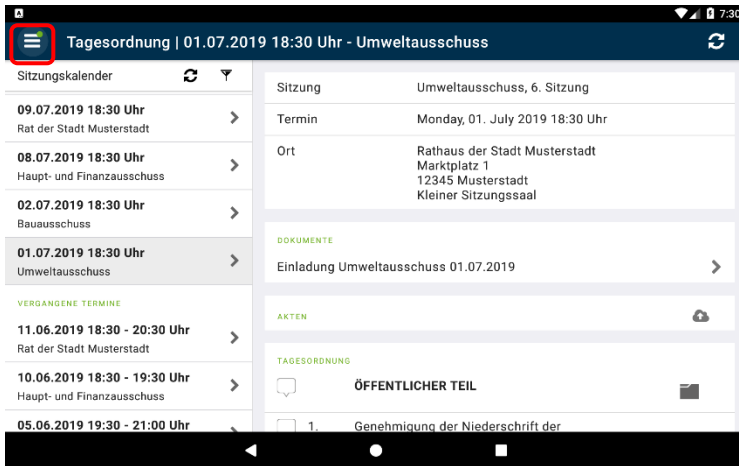 7:30
Tagesordnung | 01.07.2019 18:30 Uhr - Umweltausschuss
Sitzungskalender
09.07.2019 18:30 Uhr
Rat der Stadt Musterstadt
08.07.2019 18:30 Uhr
Haupt- und Finanzausschuss
02.07.2019 18:30 Uhr
Bauausschuss
01.07.2019 18:30 Uhr
Umweltausschuss
VERGANGENE TERMINE
11.06.2019 18:30 - 20:30 Uhr
Rat der Stadt Musterstadt
10.06.2019 18:30 - 19:30 Uhr
Haupt- und Finanzausschuss
05.06.2019 19:30 - 21:00 Uhr
Sitzung Umweltausschuss, 6. Sitzung
Termin Monday, 01. July 2019 18:30 Uhr
Ort Rathaus der Stadt Musterstadt
Marktplatz 1
12345 Musterstadt
Kleiner Sitzungssaal
DOKUMENTE
Einladung Umweltausschuss 01.07.2019
AKTEN
TAGESORDNUNG
ÖFFENTLICHER TEIL
1. Genehmigung der Niederschrift der